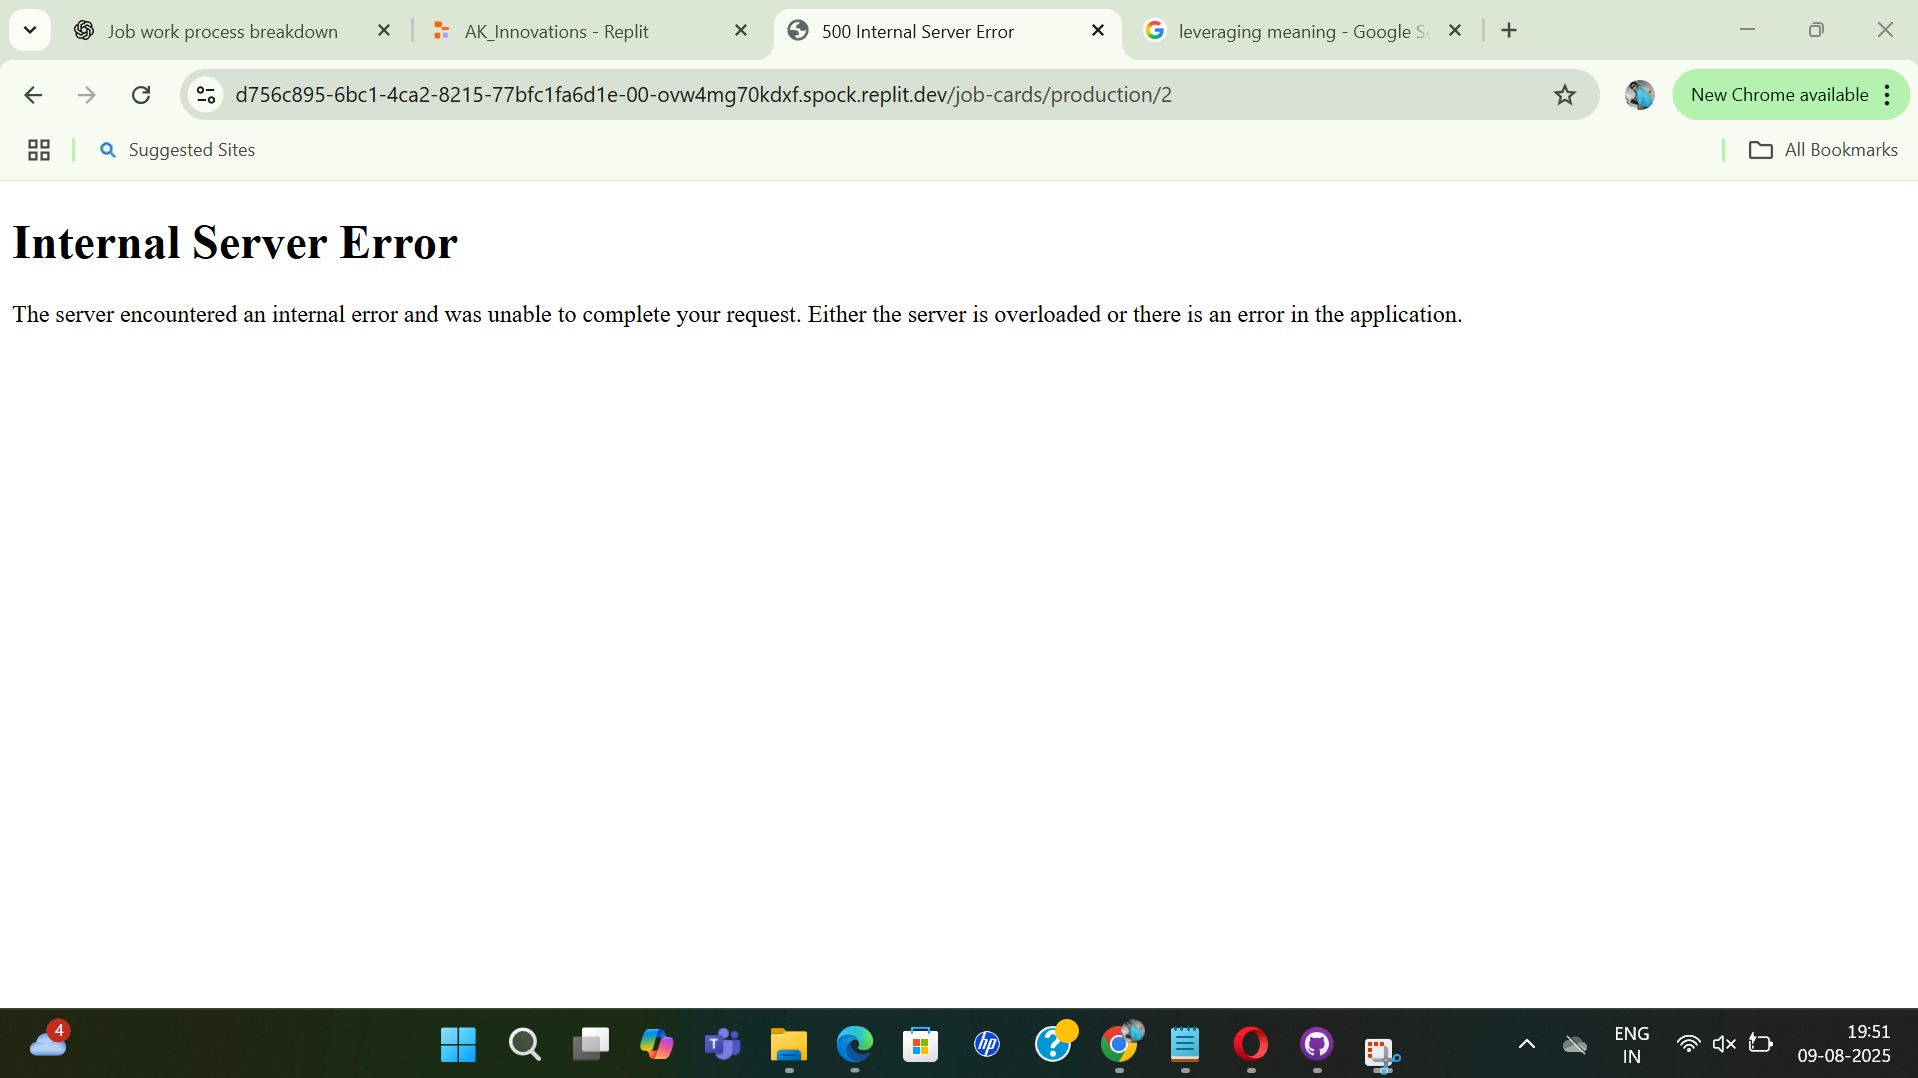 Job work process breakdown
AK_Innovations - Replit
500 Internal Server Error
leveraging meaning - Google S
d756c895-6bc1-4ca2-8215-77bfc1fa6d1e-00-ovw4mg70kdxf.spock.replit.dev/job-cards/production/2
New Chrome available
Suggested Sites
All Bookmarks
Internal Server Error
The server encountered an internal error and was unable to complete your request. Either the server is overloaded or there is an error in the application.
4
hp
ENG
IN
19:51
09-08-2025